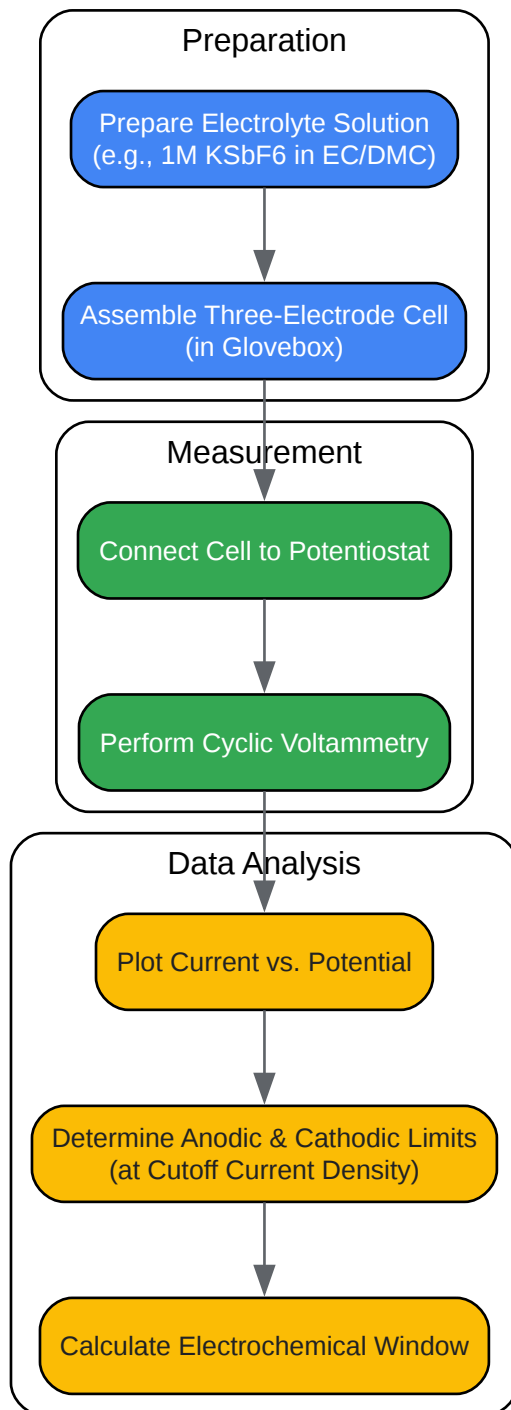 Preparation
Prepare Electrolyte Solution
(e.g., 1M KSbF6 in EC/DMC)
Assemble Three-Electrode Cell
(in Glovebox)
Measurement
Connect Cell to Potentiostat
Perform Cyclic Voltammetry
Data Analysis
Plot Current vs. Potential
Determine Anodic & Cathodic Limits
(at Cutoff Current Density)
Calculate Electrochemical Window